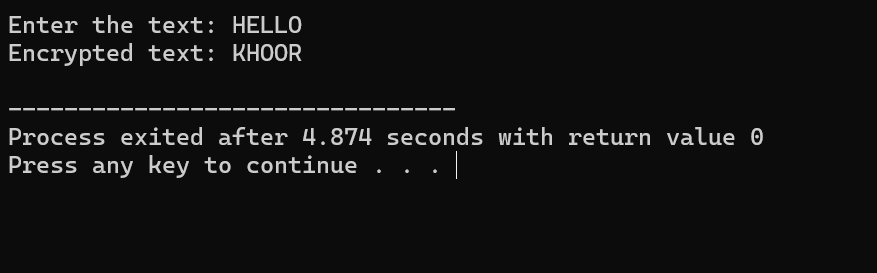 Enter the text: HELLO
Encrypted text: KHOOR
--------------------------------
Process exited after 4.874 seconds with return value 0
Press any key to continue . . .